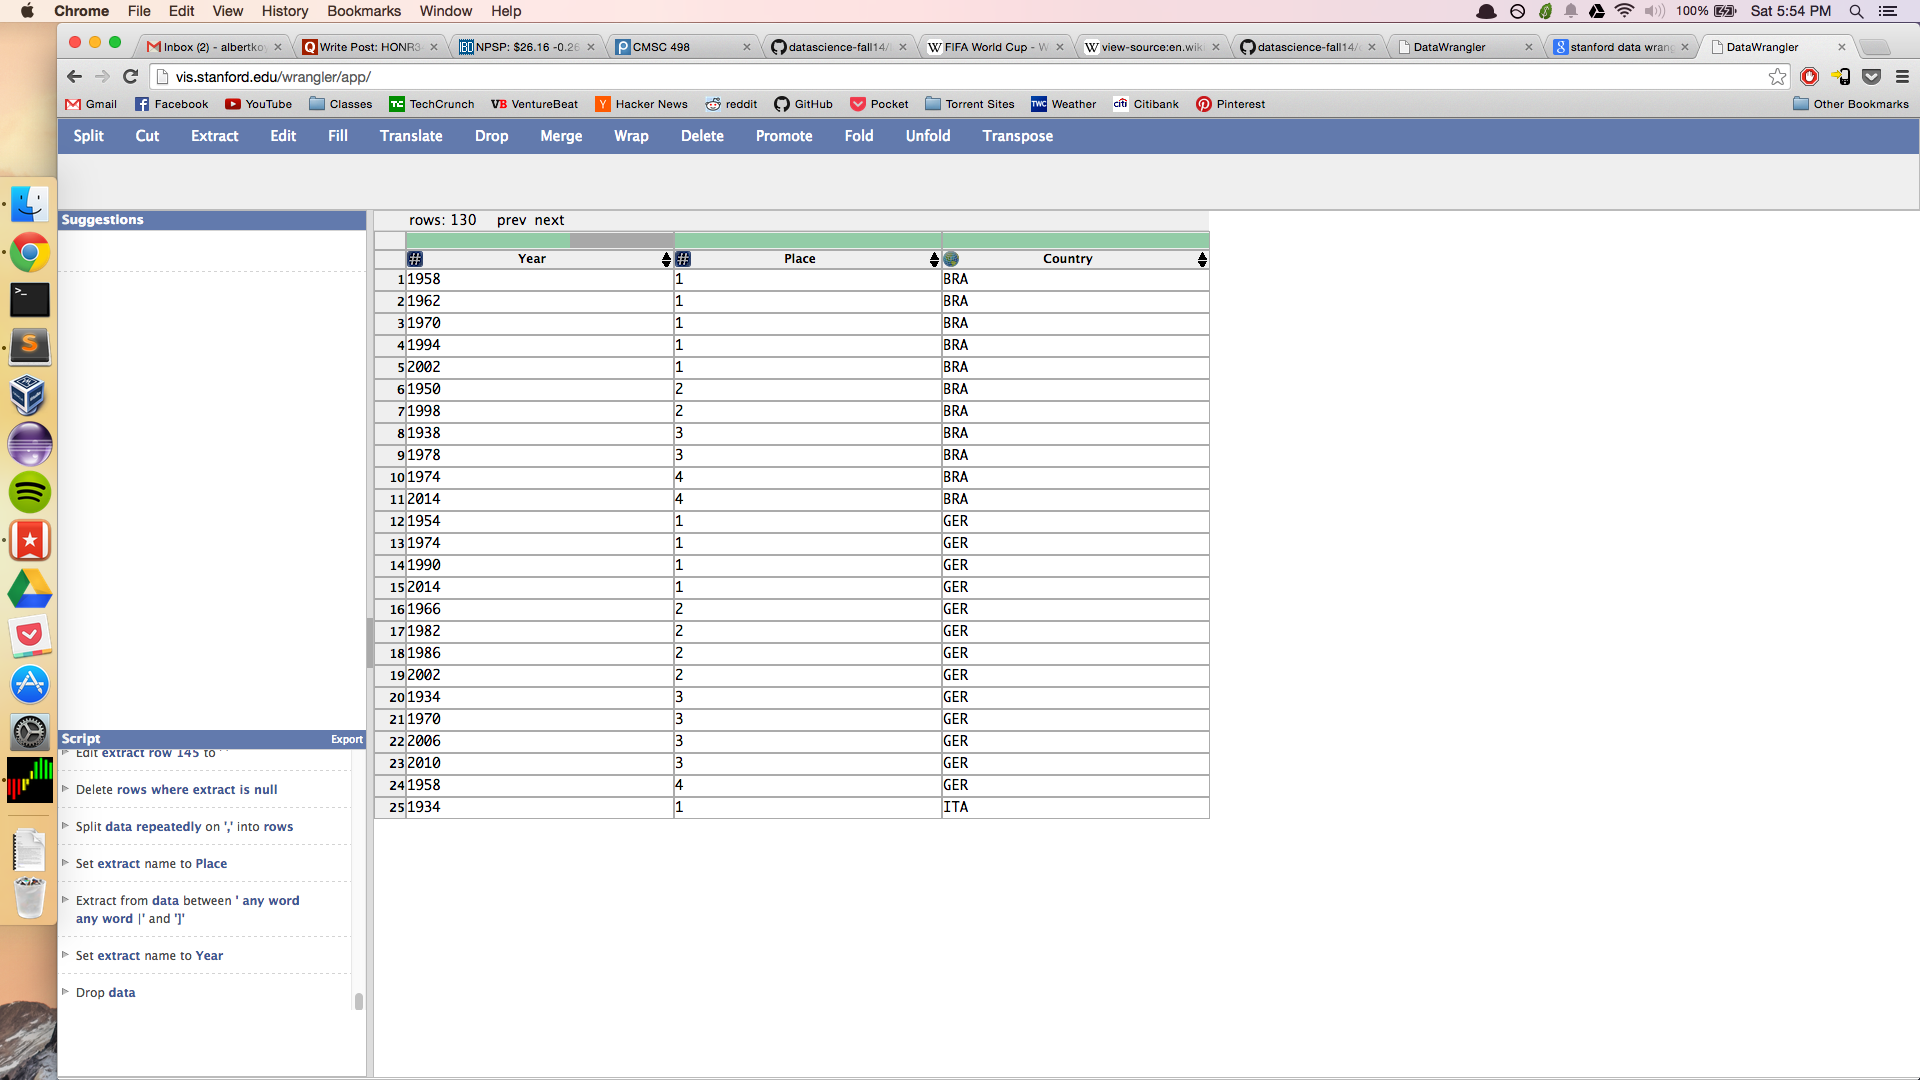 Chrome File Edit View History Bookmarks Window Help 100% Sat 5:54 PM
Inbox (2) - albertko Write Post: HONR3 NPSP: $26.16 -0.26 CMSC 498 datascience-fall14/ FIFA World Cup - W view-source:en.wiki datascience-fall14/ DataWrangler stanford data wrang DataWrangler
vis.stanford.edu/wrangler/app/
Gmail Facebook YouTube Classes TechCrunch VentureBeat Hacker News reddit GitHub Pocket Torrent Sites Weather Citibank Pinterest Other Bookmarks
Split Cut Extract Edit Fill Translate Drop Merge Wrap Delete Promote Fold Unfold Transpose
Suggestions
rows: 130 prev next
# Year # Place Country
1 1958 1 BRA
2 1962 1 BRA
3 1970 1 BRA
4 1994 1 BRA
5 2002 1 BRA
6 1950 2 BRA
7 1998 2 BRA
8 1938 3 BRA
9 1978 3 BRA
10 1974 4 BRA
11 2014 4 BRA
12 1954 1 GER
13 1974 1 GER
14 1990 1 GER
15 2014 1 GER
16 1966 2 GER
17 1982 2 GER
18 1986 2 GER
19 2002 2 GER
20 1934 3 GER
21 1970 3 GER
22 2006 3 GER
23 2010 3 GER
24 1958 4 GER
25 1934 1 ITA
Script Export
Edit extract row 145 to ' '
Delete rows where extract is null
Split data repeatedly on ',' into rows
Set extract name to Place
Extract from data between ' any word
any word |' and ']'
Set extract name to Year
Drop data